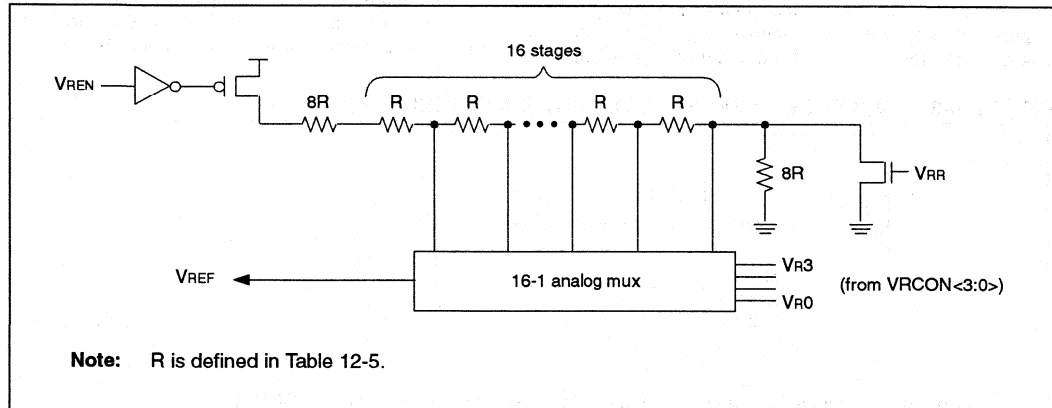 16 stages
VREN
8R R R R R
8R
VRR
VREF
16-1 analog mux
VR3
(from VRCON<3:0>)
VR0
Note: R is defined in Table 12-5.